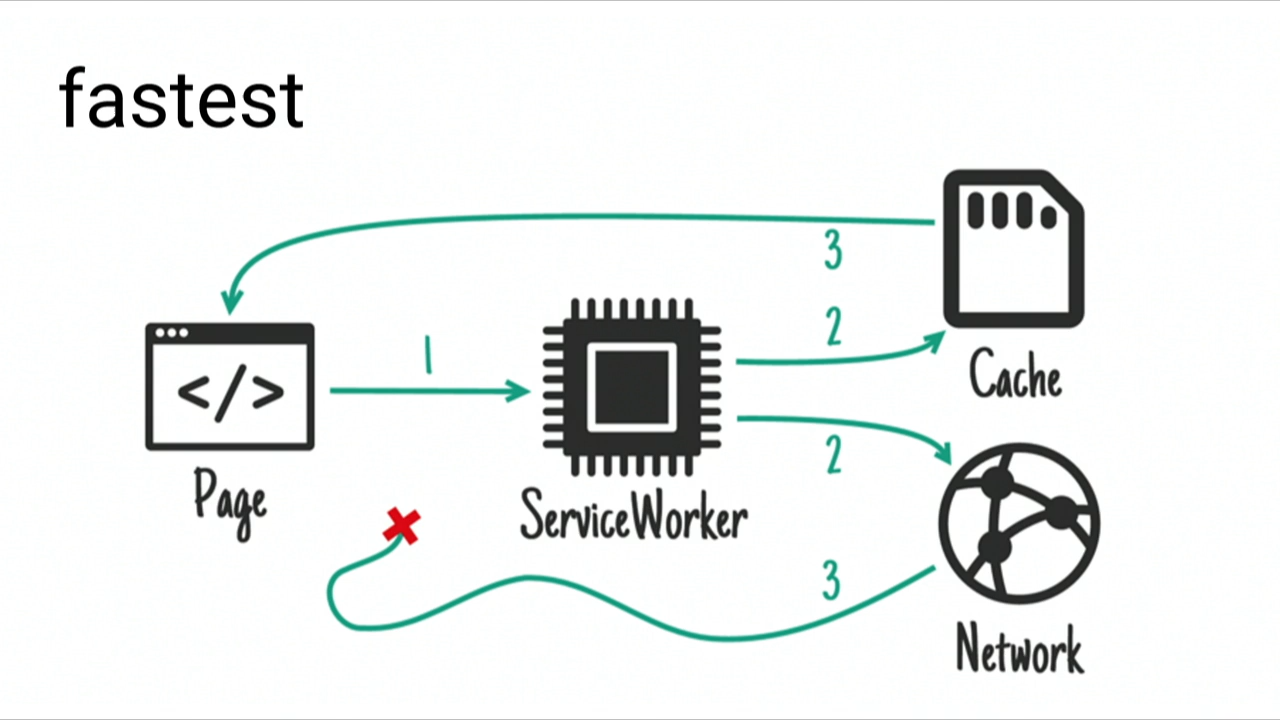 fastest
3
2
1
</>
Cache
2
Page
ServiceWorker
3
Network